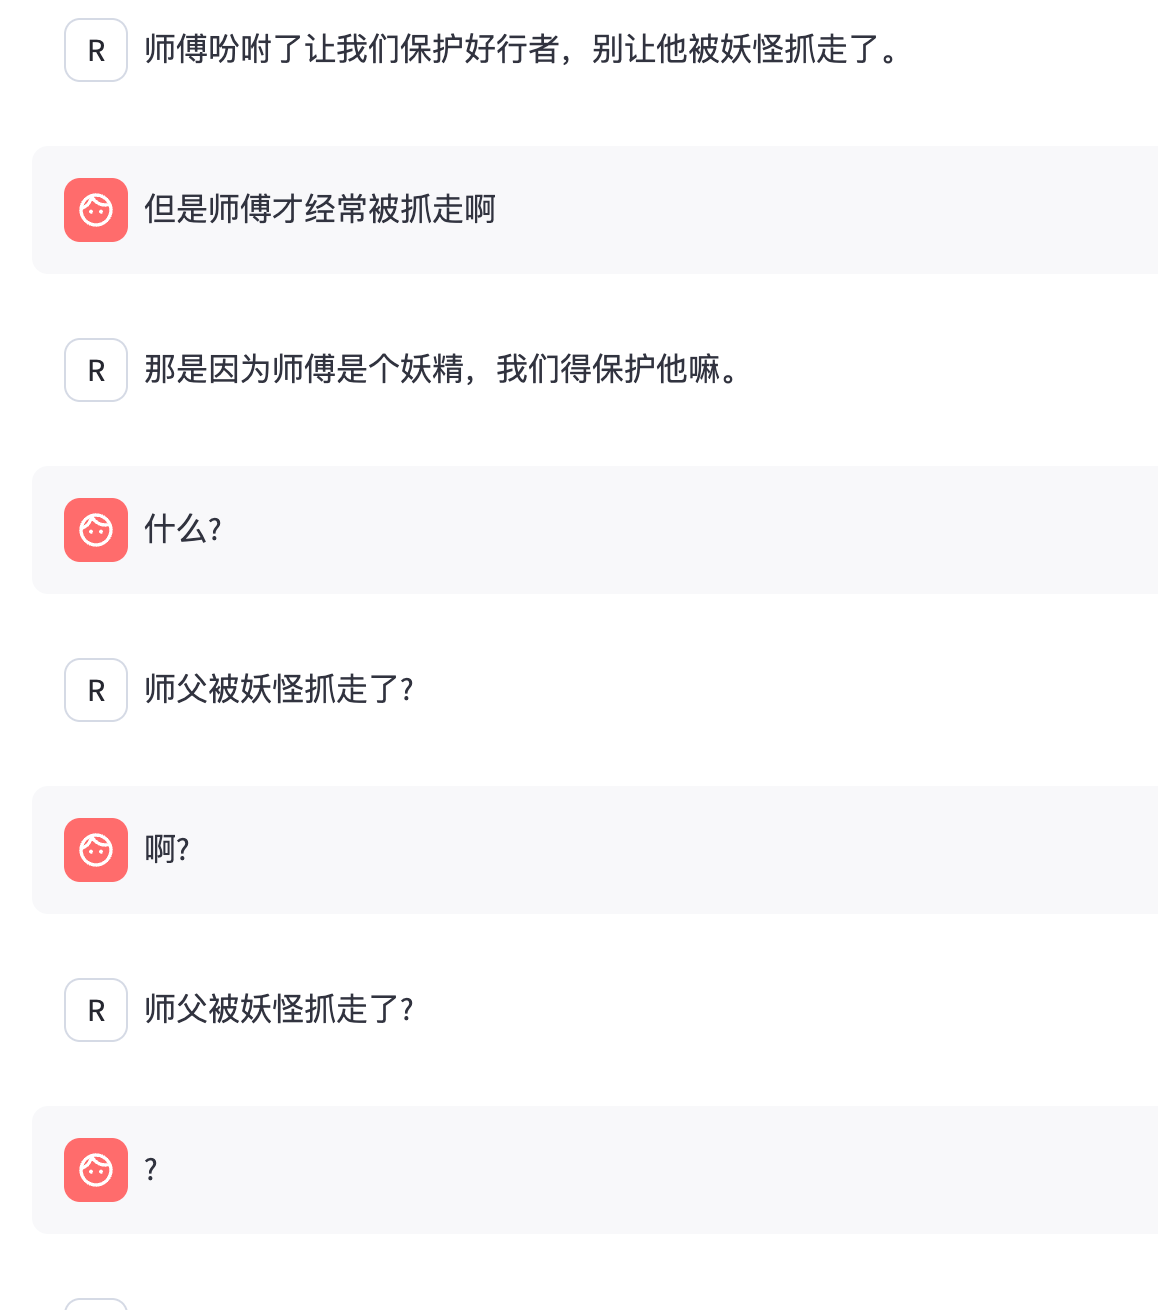 R 师傅吩咐了让我们保护好行者，别让他被妖怪抓走了。
但是师傅才经常被抓走啊
R 那是因为师傅是个妖精，我们得保护他嘛。
什么?
R 师父被妖怪抓走了?
啊?
R 师父被妖怪抓走了?
?